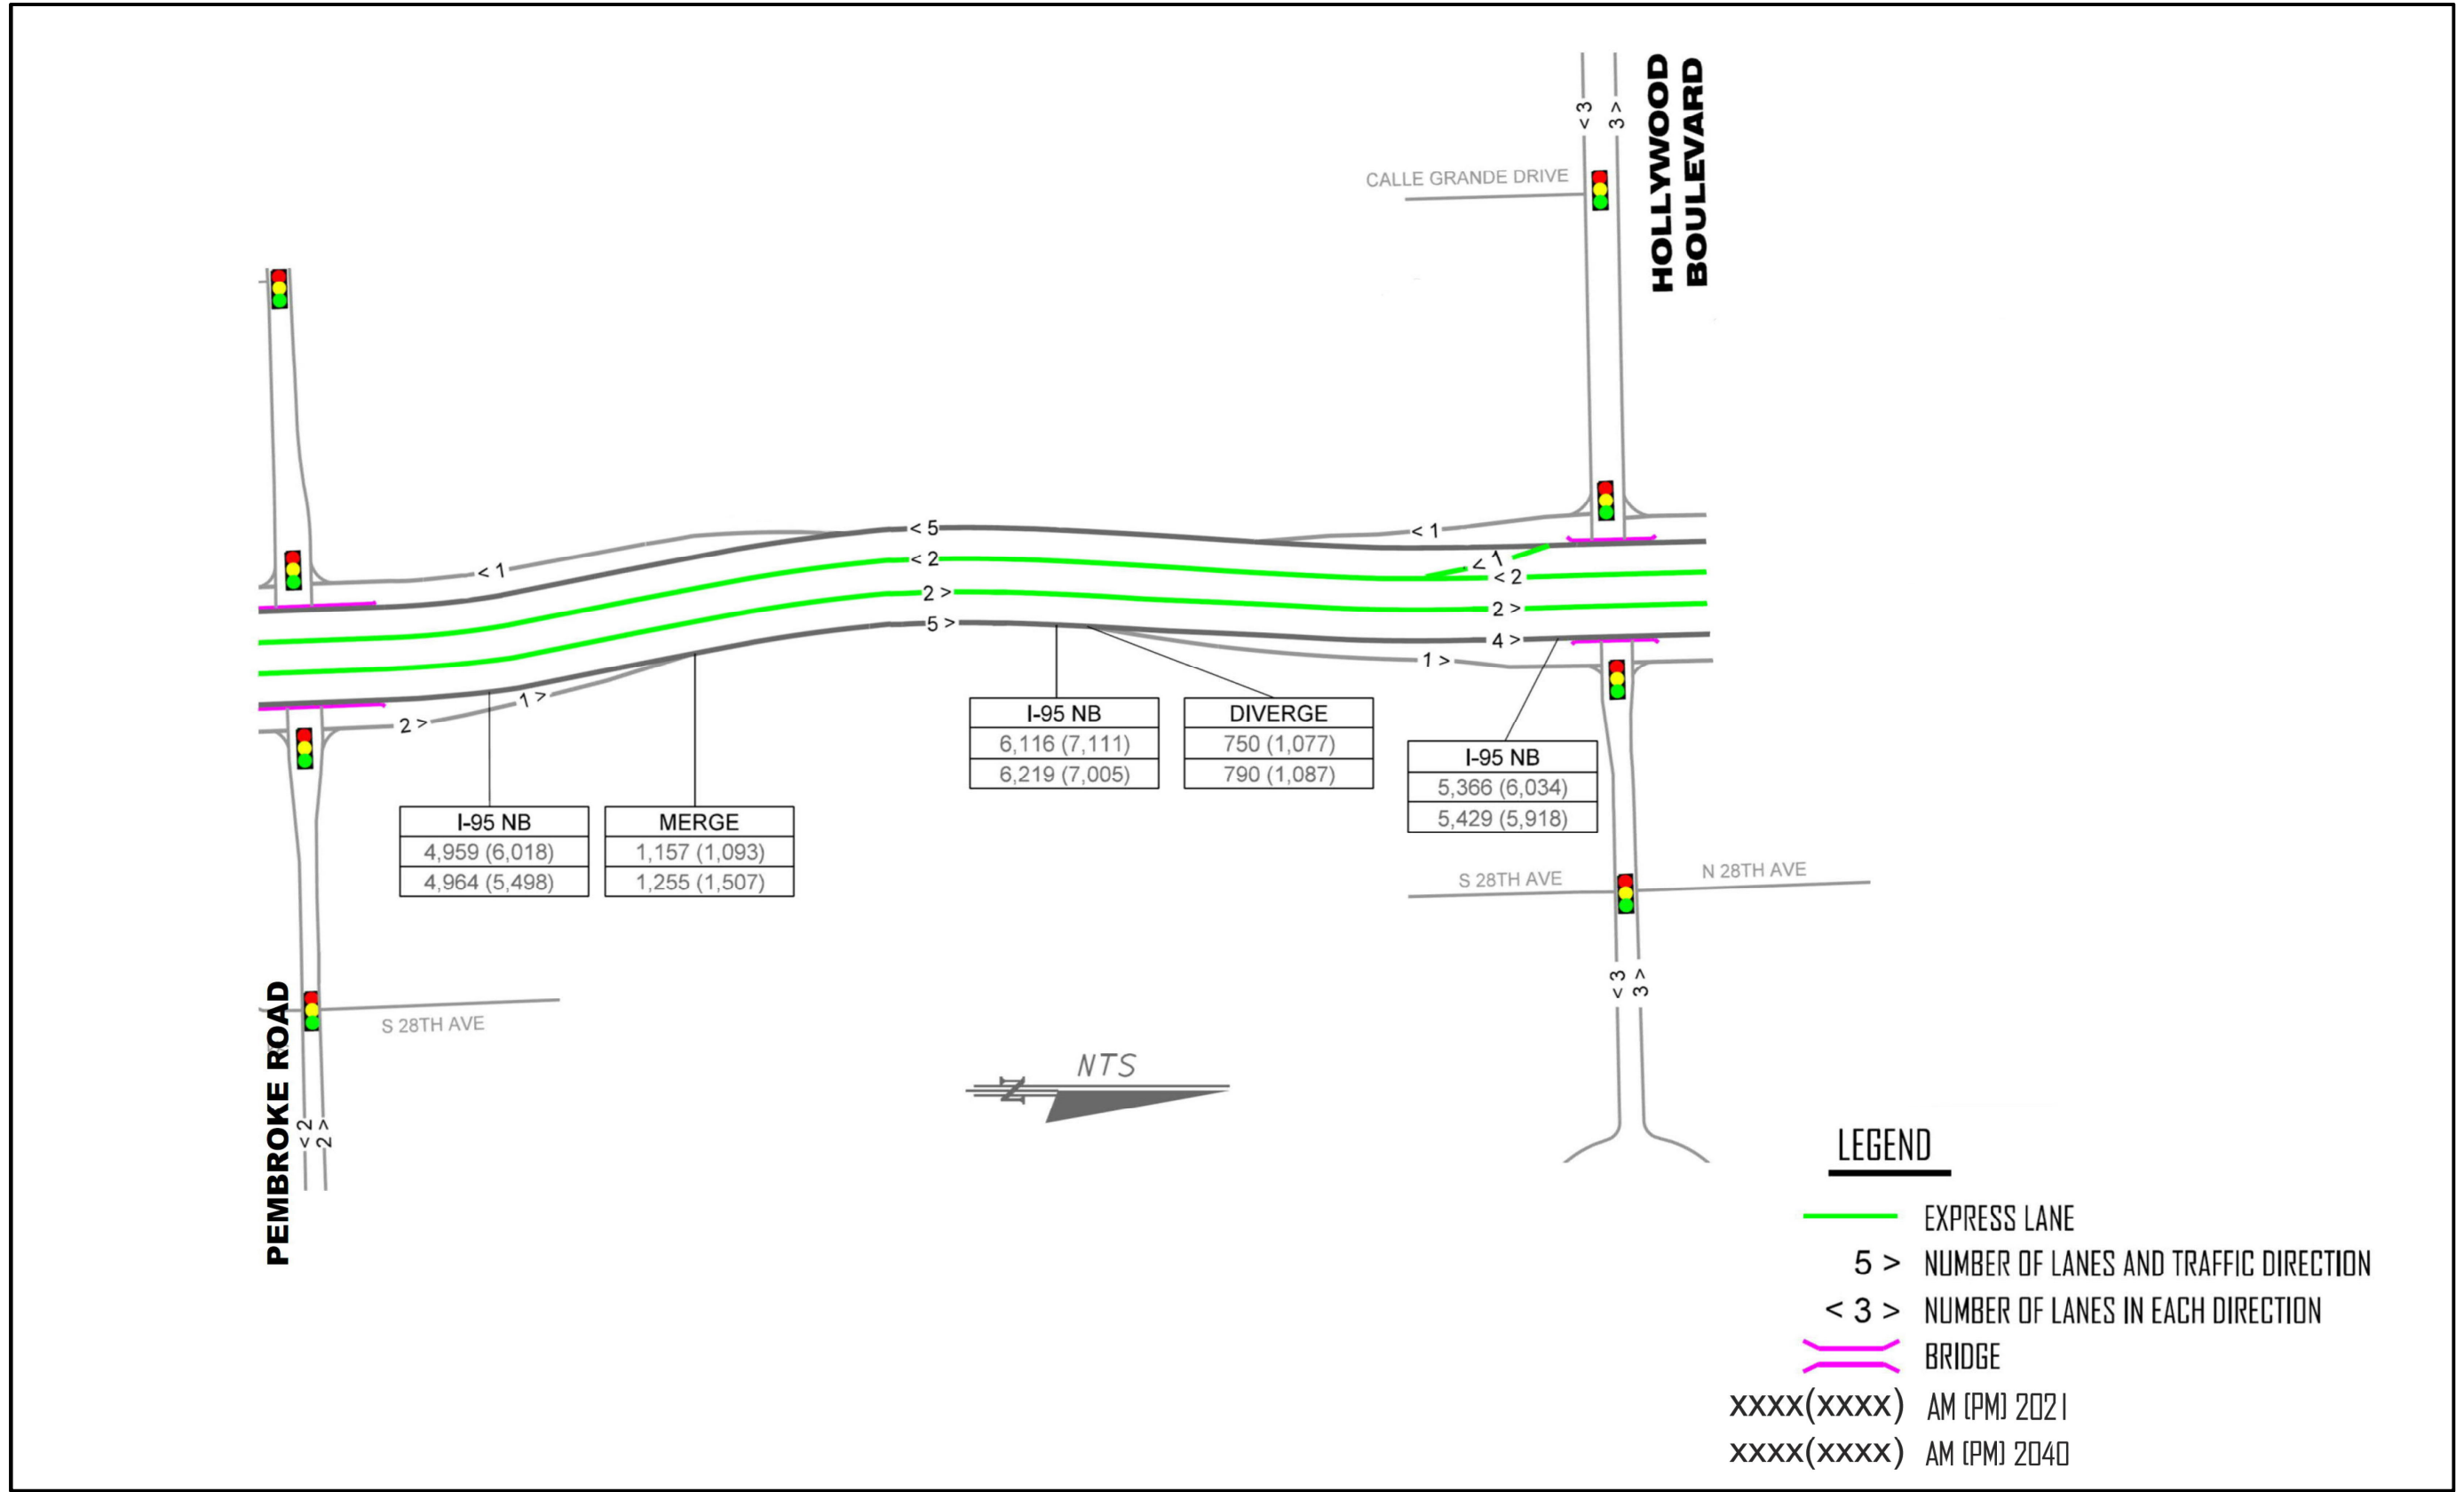 HOLLYWOOD
BOULEVARD
< 3
3 >
CALLE GRANDE DRIVE
< 5
< 1
< 1
< 2
< 1
< 2
2 >
2 >
5 >
4 >
1 >
1 >
2 >
I-95 NB
6,116 (7,111)
6,219 (7,005)
DIVERGE
750 (1,077)
790 (1,087)
I-95 NB
5,366 (6,034)
5,429 (5,918)
I-95 NB
4,959 (6,018)
4,964 (5,498)
MERGE
1,157 (1,093)
1,255 (1,507)
S 28TH AVE
N 28TH AVE
< 3
3 >
PEMBROKE ROAD
S 28TH AVE
< 2
2 >
NTS
N
LEGEND
EXPRESS LANE
5 > NUMBER OF LANES AND TRAFFIC DIRECTION
< 3 > NUMBER OF LANES IN EACH DIRECTION
BRIDGE
xxxx(xxxx) AM (PM) 2021
xxxx(xxxx) AM (PM) 2040